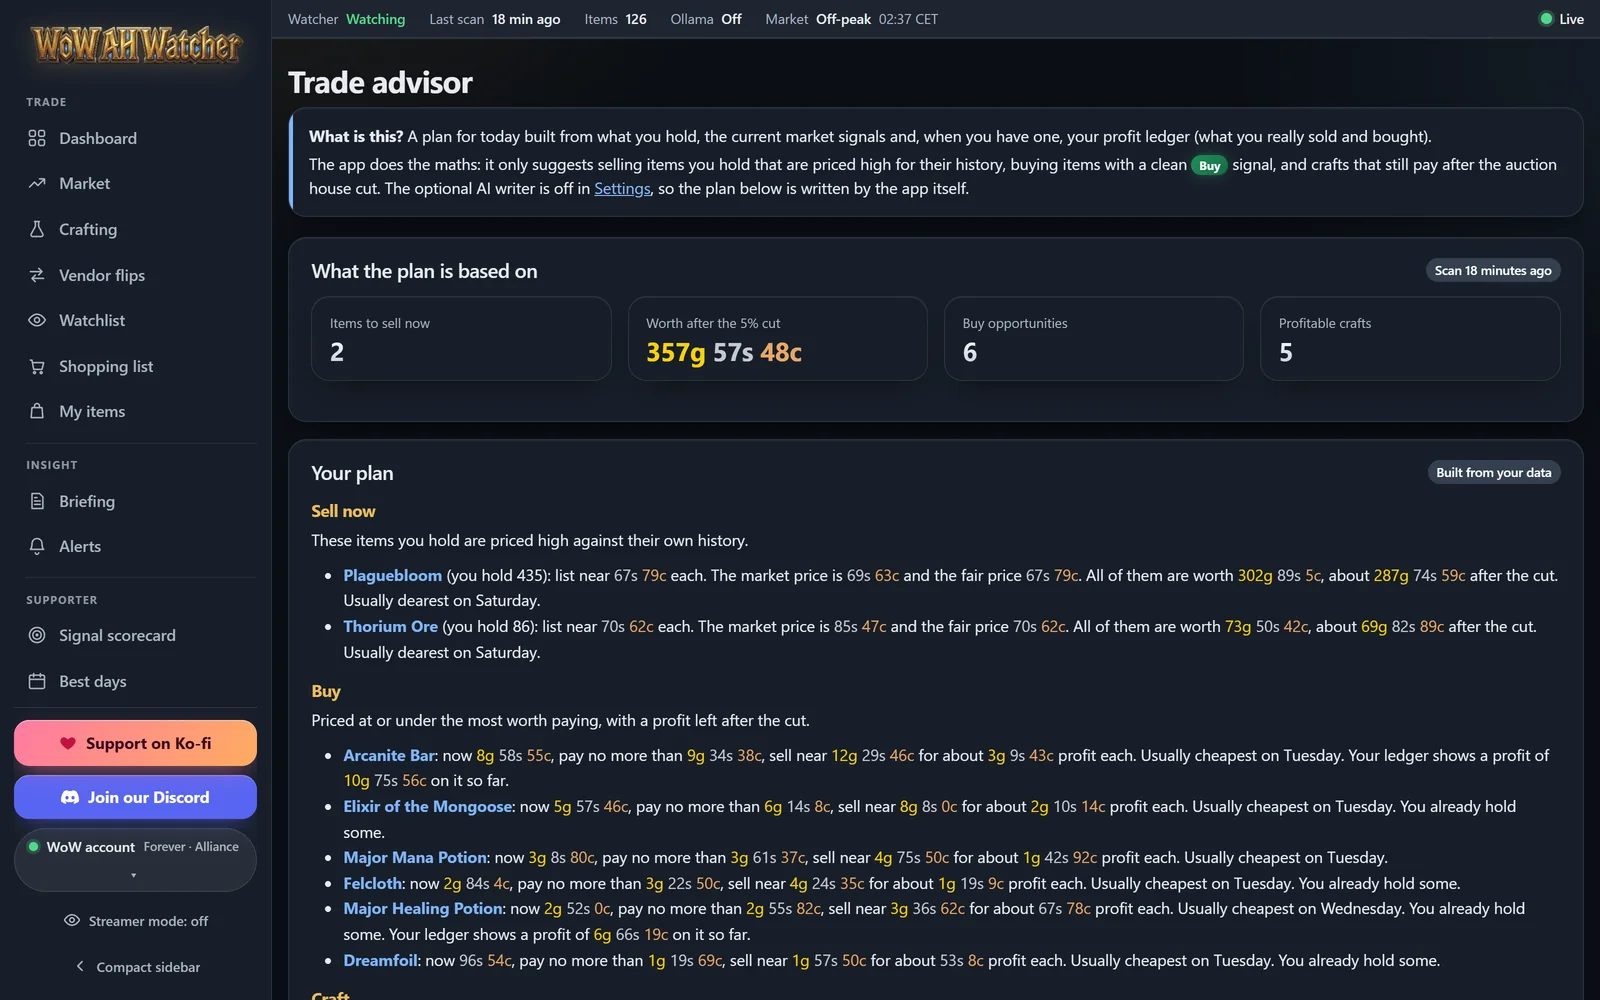 WoW AH Watcher
Watcher Watching Last scan 18 min ago Items 126 Ollama Off Market Off-peak 02:37 CET Live
TRADE
Dashboard
Market
Crafting
Vendor flips
Watchlist
Shopping list
My items
INSIGHT
Briefing
Alerts
SUPPORTER
Signal scorecard
Best days
Support on Ko-fi
Join our Discord
WoW account Forever · Alliance
Streamer mode: off
Compact sidebar
Trade advisor
What is this? A plan for today built from what you hold, the current market signals and, when you have one, your profit ledger (what you really sold and bought).
The app does the maths: it only suggests selling items you hold that are priced high for their history, buying items with a clean Buy signal, and crafts that still pay after the auction
house cut. The optional AI writer is off in Settings, so the plan below is written by the app itself.
What the plan is based on
Scan 18 minutes ago
Items to sell now
2
Worth after the 5% cut
357g 57s 48c
Buy opportunities
6
Profitable crafts
5
Your plan
Built from your data
Sell now
These items you hold are priced high against their own history.
• Plaguebloom (you hold 435): list near 67s 79c each. The market price is 69s 63c and the fair price 67s 79c. All of them are worth 302g 89s 5c, about 287g 74s 59c after the cut.
Usually dearest on Saturday.
• Thorium Ore (you hold 86): list near 70s 62c each. The market price is 85s 47c and the fair price 70s 62c. All of them are worth 73g 50s 42c, about 69g 82s 89c after the cut.
Usually dearest on Saturday.
Buy
Priced at or under the most worth paying, with a profit left after the cut.
• Arcanite Bar: now 8g 58s 55c, pay no more than 9g 34s 38c, sell near 12g 29s 46c for about 3g 9s 43c profit each. Usually cheapest on Tuesday. Your ledger shows a profit of
10g 75s 56c on it so far.
• Elixir of the Mongoose: now 5g 57s 46c, pay no more than 6g 14s 8c, sell near 8g 8s 0c for about 2g 10s 14c profit each. Usually cheapest on Tuesday. You already hold
some.
• Major Mana Potion: now 3g 8s 80c, pay no more than 3g 61s 37c, sell near 4g 75s 50c for about 1g 42s 92c profit each. Usually cheapest on Tuesday.
• Felcloth: now 2g 84s 4c, pay no more than 3g 22s 50c, sell near 4g 24s 35c for about 1g 19s 9c profit each. Usually cheapest on Tuesday. You already hold some.
• Major Healing Potion: now 2g 52s 0c, pay no more than 2g 55s 82c, sell near 3g 36s 62c for about 67s 78c profit each. Usually cheapest on Wednesday. You already hold
some. Your ledger shows a profit of 6g 66s 19c on it so far.
• Dreamfoil: now 96s 54c, pay no more than 1g 19s 69c, sell near 1g 57s 50c for about 53s 8c profit each. Usually cheapest on Tuesday. You already hold some.
Craft